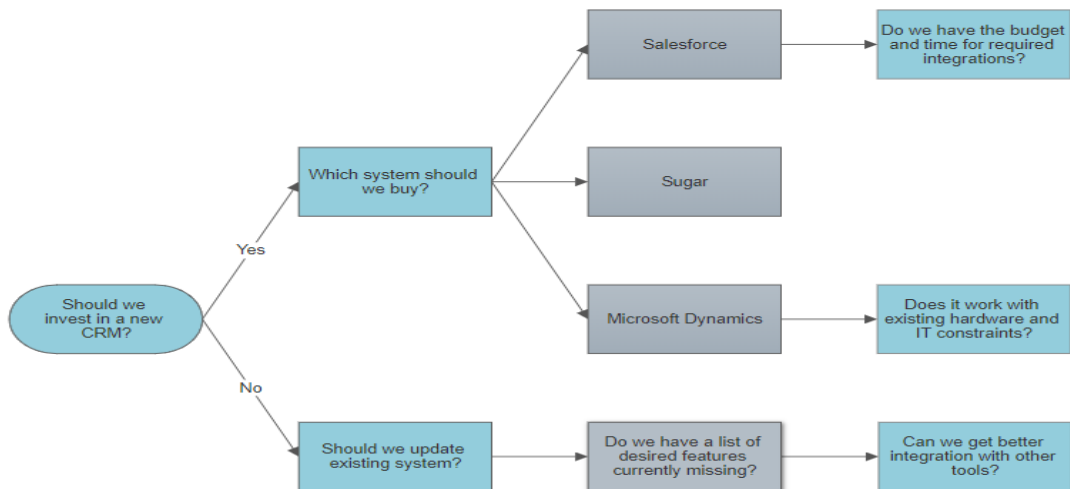 Salesforce
Do we have the budget
and time for required
integrations?
Which system should
we buy?
Sugar
Yes
Should we
invest in a new
CRM?
Microsoft Dynamics
Does it work with
existing hardware and
IT constraints?
No
Should we update
existing system?
Do we have a list of
desired features
currently missing?
Can we get better
integration with other
tools?